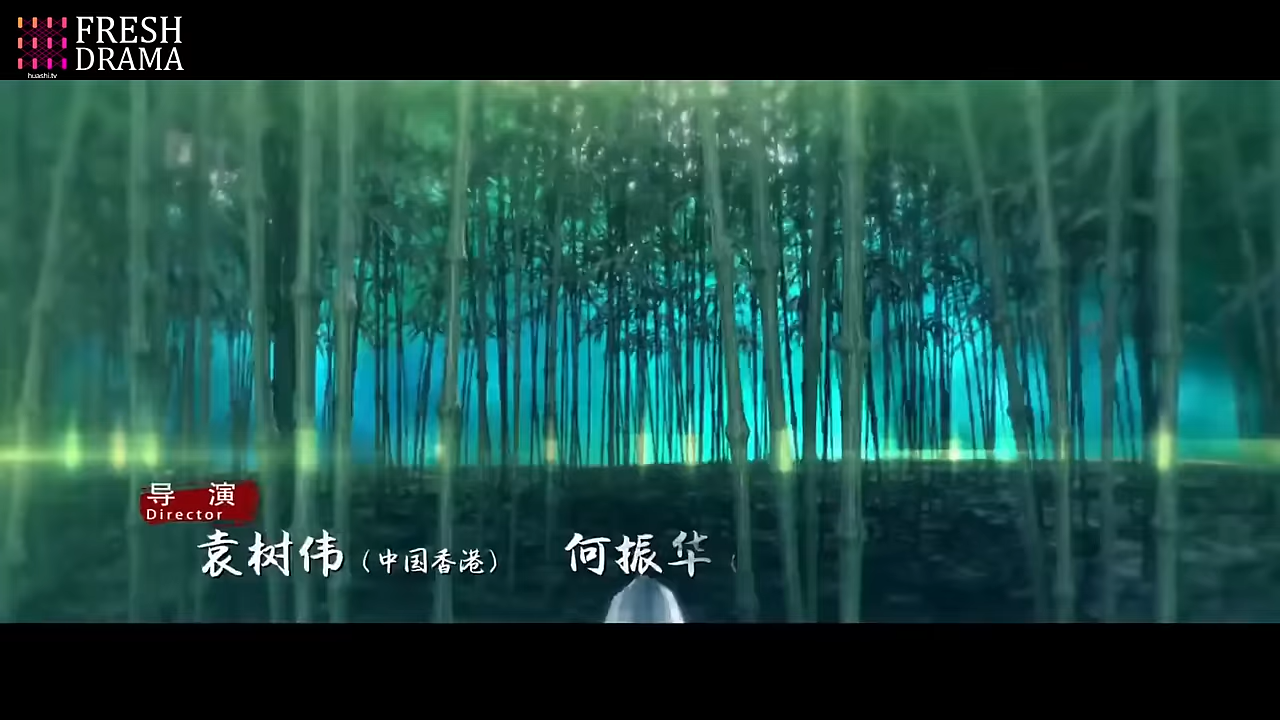 FRESH
DRAMA
huashi.tv
导 演
Director
袁树伟（中国香港） 何振华（